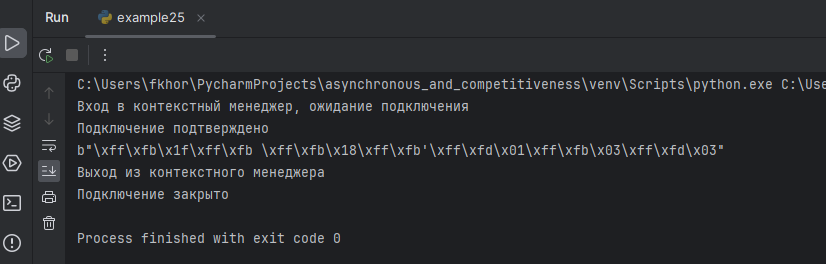 Run example25
C:\Users\fkhor\PycharmProjects\asynchronous_and_competitiveness\venv\Scripts\python.exe C:\Use
Вход в контекстный менеджер, ожидание подключения
Подключение подтверждено
b"\xff\xfb\x1f\xff\xfb \xff\xfb\x18\xff\xfb'\xff\xfd\x01\xff\xfb\x03\xff\xfd\x03"
Выход из контекстного менеджера
Подключение закрыто
Process finished with exit code 0